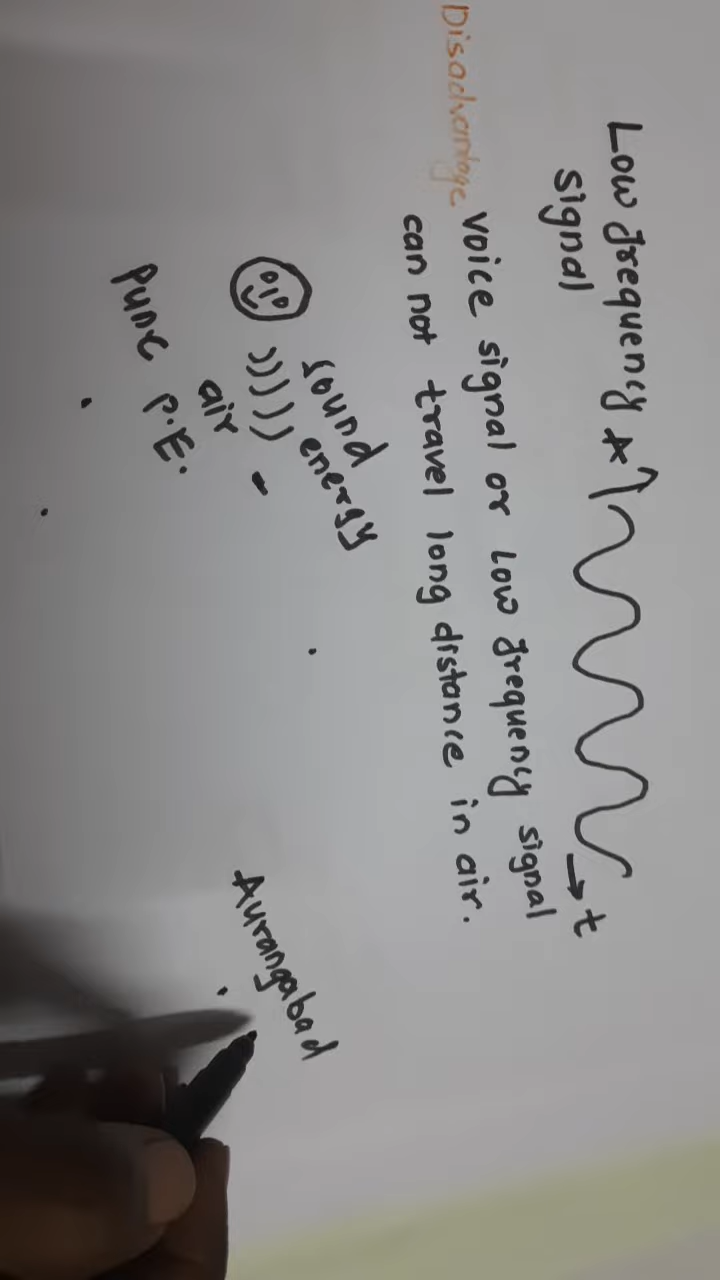 Low frequency
signal
A
t
Disadvantage
voice signal or Low frequency signal
can not travel long distance in air.
sound
energy
air
Pune P.E.
Aurangabad